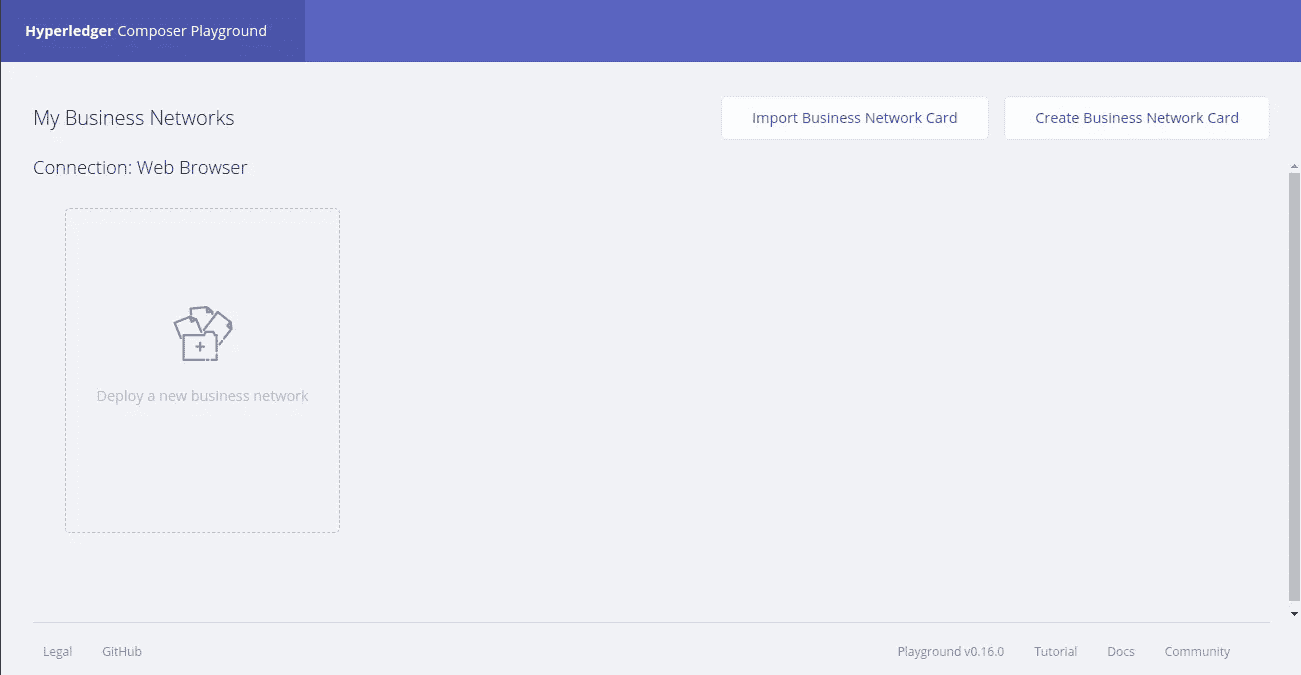 Hyperledger Composer Playground
My Business Networks
Import Business Network Card
Create Business Network Card
Connection: Web Browser
Deploy a new business network
Legal
GitHub
Playground v0.16.0
Tutorial
Docs
Community